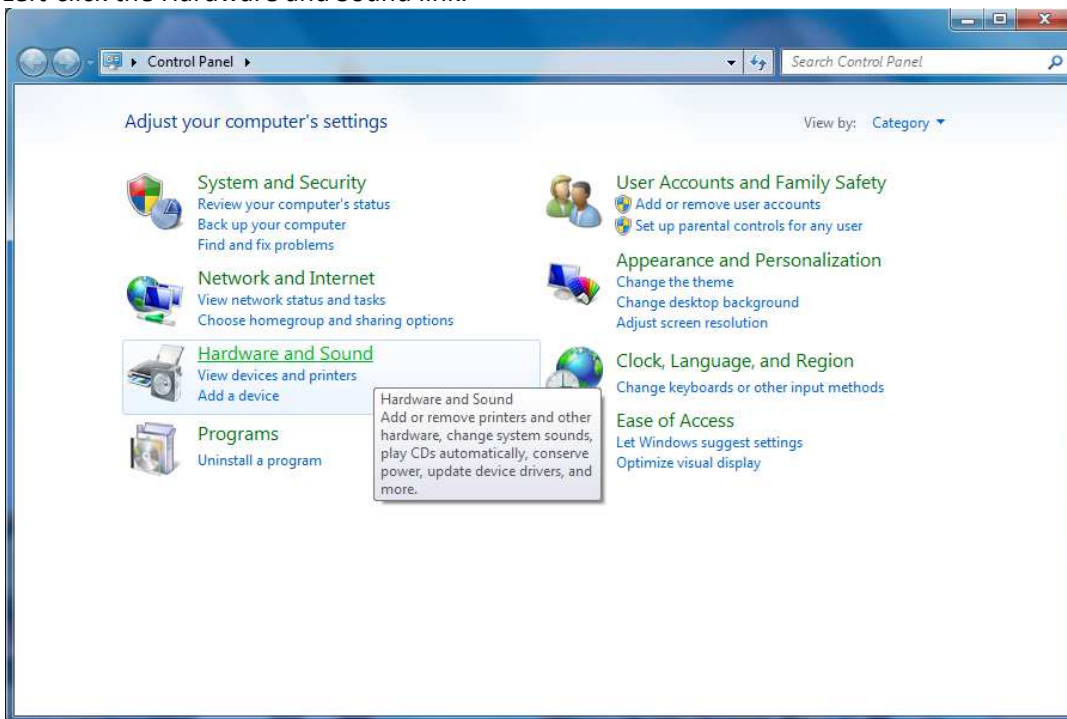 Left-click the Hardware and Sound link.
Control Panel
Search Control Panel
Adjust your computer's settings
View by: Category
System and Security
Review your computer's status
Back up your computer
Find and fix problems
Network and Internet
View network status and tasks
Choose homegroup and sharing options
Hardware and Sound
View devices and printers
Add a device
Hardware and Sound
Add or remove printers and other
hardware, change system sounds,
play CDs automatically, conserve
power, update device drivers, and
more.
Programs
Uninstall a program
User Accounts and Family Safety
Add or remove user accounts
Set up parental controls for any user
Appearance and Personalization
Change the theme
Change desktop background
Adjust screen resolution
Clock, Language, and Region
Change keyboards or other input methods
Ease of Access
Let Windows suggest settings
Optimize visual display